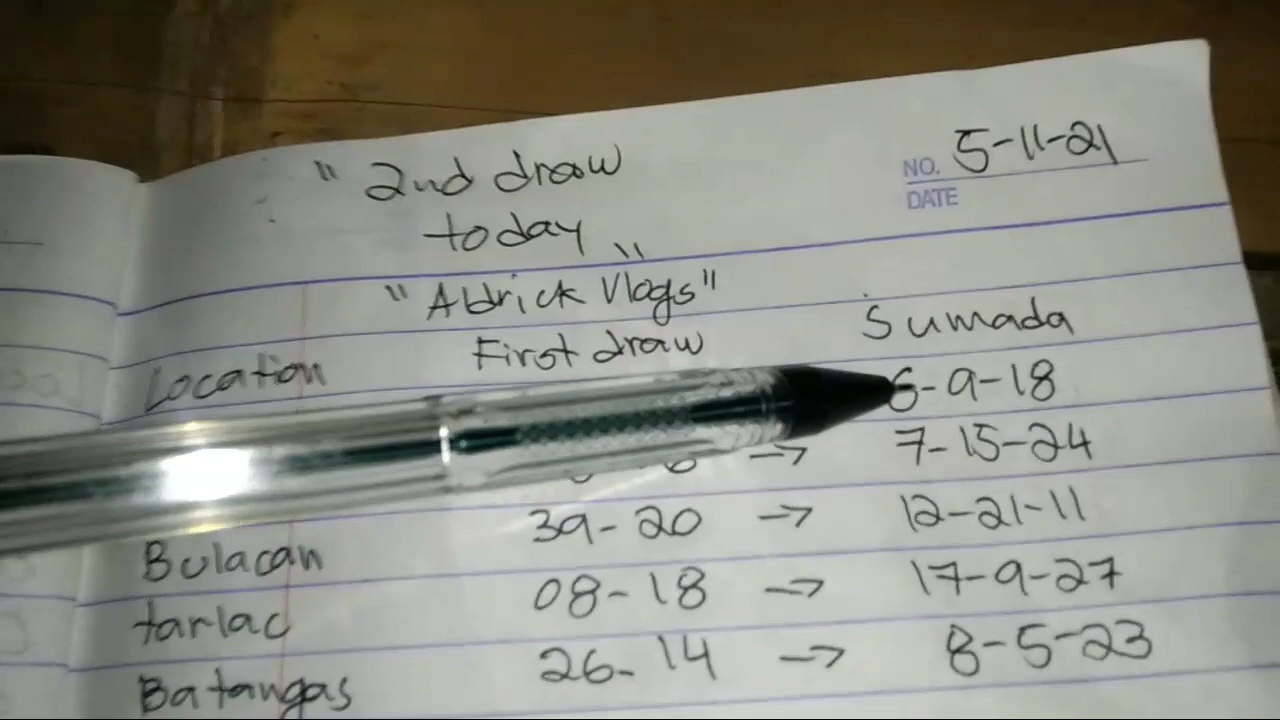 "2nd draw
today"
NO. 5-11-21
DATE
"Aldrick Vlogs"
Location First draw Sumada
6-9-18
→ 7-15-24
Bulacan 39-20 → 12-21-11
tarlac 08-18 → 17-9-27
Batangas 26-14 → 8-5-23